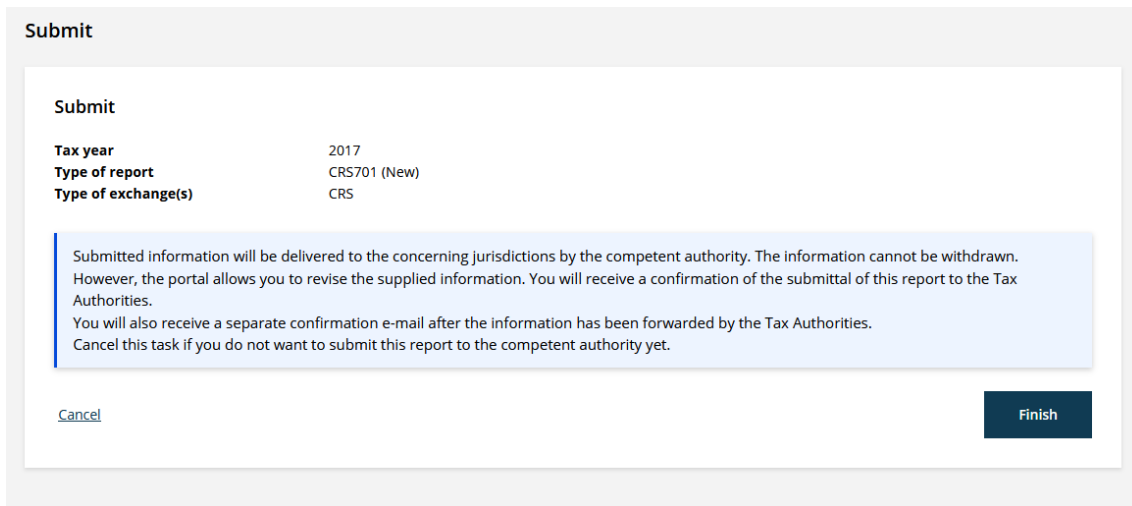 Submit
Submit
Tax year 2017
Type of report CRS701 (New)
Type of exchange(s) CRS
Submitted information will be delivered to the concerning jurisdictions by the competent authority. The information cannot be withdrawn.
However, the portal allows you to revise the supplied information. You will receive a confirmation of the submittal of this report to the Tax
Authorities.
You will also receive a separate confirmation e-mail after the information has been forwarded by the Tax Authorities.
Cancel this task if you do not want to submit this report to the competent authority yet.
Cancel Finish